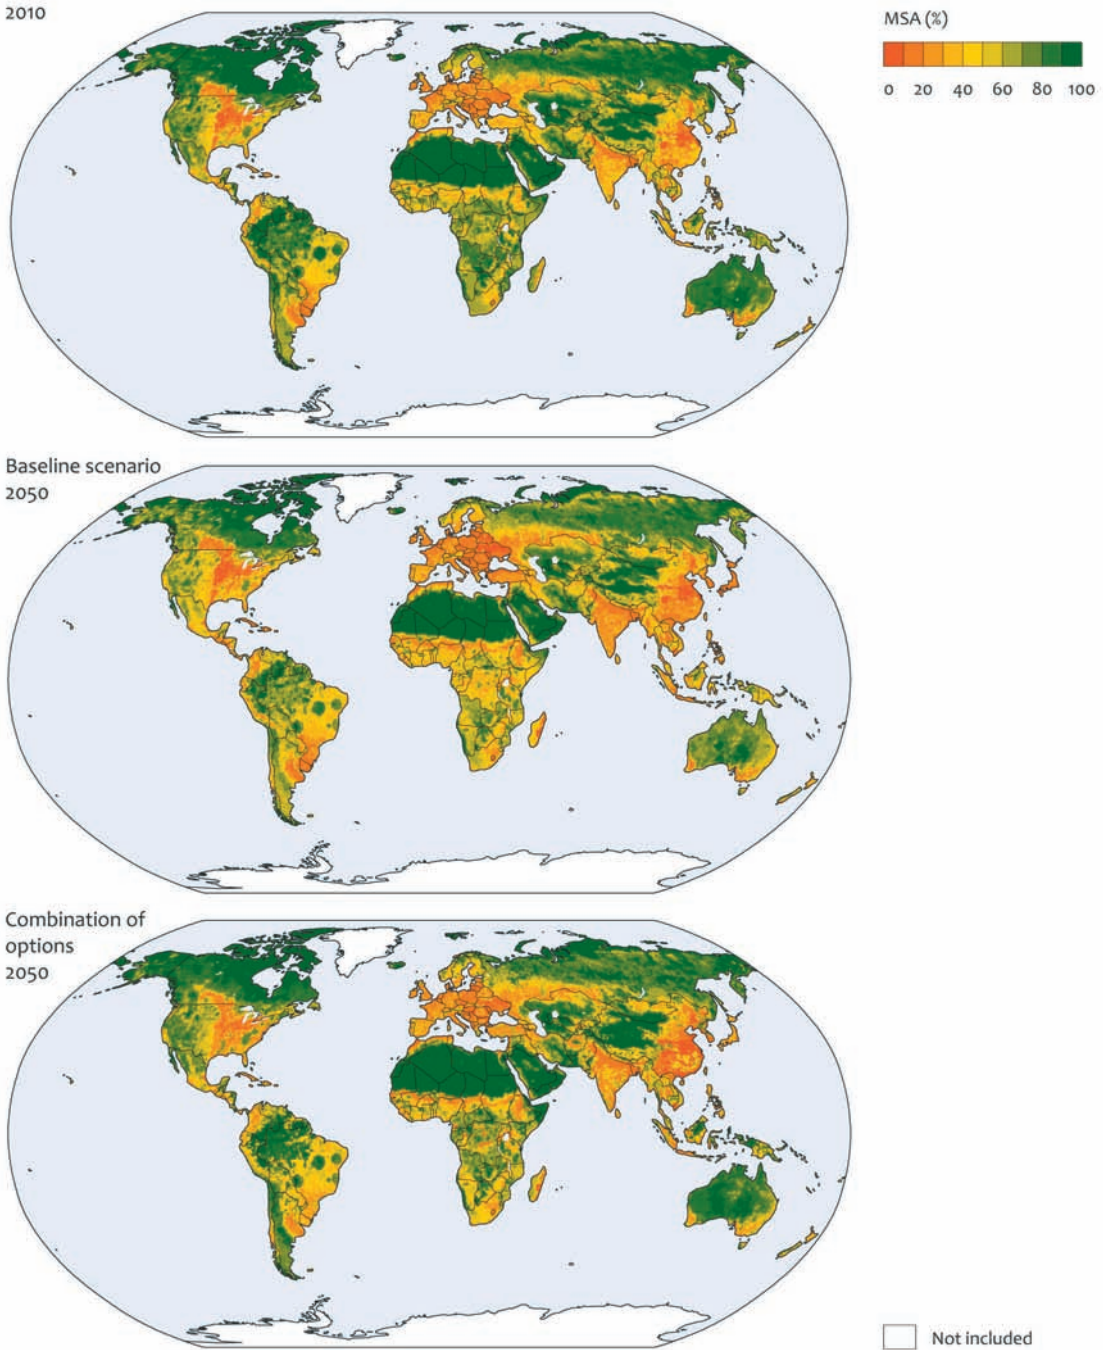 2010
MSA (%)
0 20 40 60 80 100
Baseline scenario
2050
Combination of
options
2050
Not included